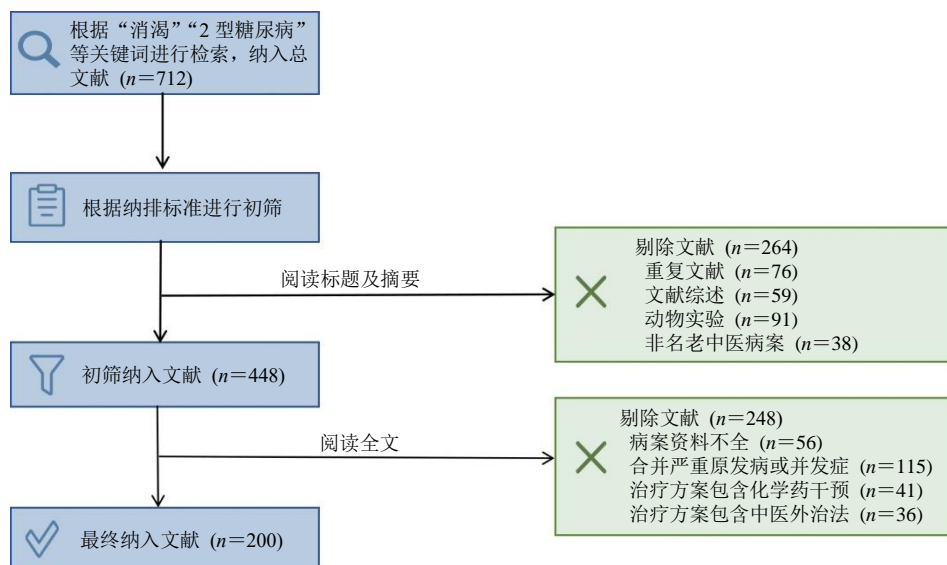 根据“消渴”“2 型糖尿病”
等关键词进行检索，纳入总
文献 (n＝712)
根据纳排标准进行初筛
阅读标题及摘要
剔除文献 (n＝264)
重复文献 (n＝76)
文献综述 (n＝59)
动物实验 (n＝91)
非名老中医病案 (n＝38)
初筛纳入文献 (n＝448)
阅读全文
剔除文献 (n＝248)
病案资料不全 (n＝56)
合并严重原发病或并发症 (n＝115)
治疗方案包含化学药干预 (n＝41)
治疗方案包含中医外治法 (n＝36)
最终纳入文献 (n＝200)